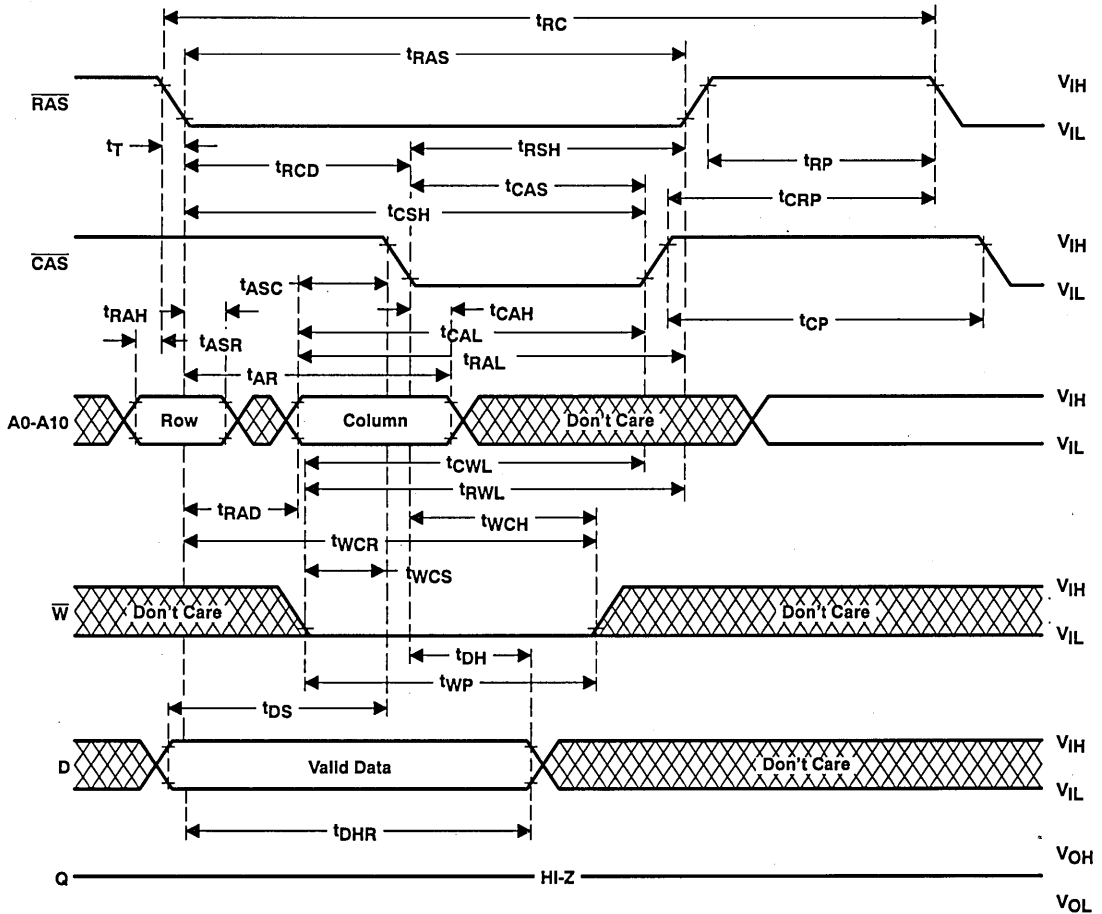 tRC
tRAS
RAS
VIH
VIL
tT
tRCD
tRSH
tRP
tCAS
tCRP
tCSH
CAS
VIH
VIL
tASC
tRAH
tCAH
tASR
tCAL
tCP
tRAL
tAR
A0-A10
Row
Column
Don't Care
VIH
VIL
tCWL
tRWL
tRAD
tWCH
tWCR
tWCS
W
Don't Care
Don't Care
VIH
VIL
tDH
tWP
tDS
D
Valid Data
Don't Care
VIH
VIL
tDHR
VOH
Q
HI-Z
VOL